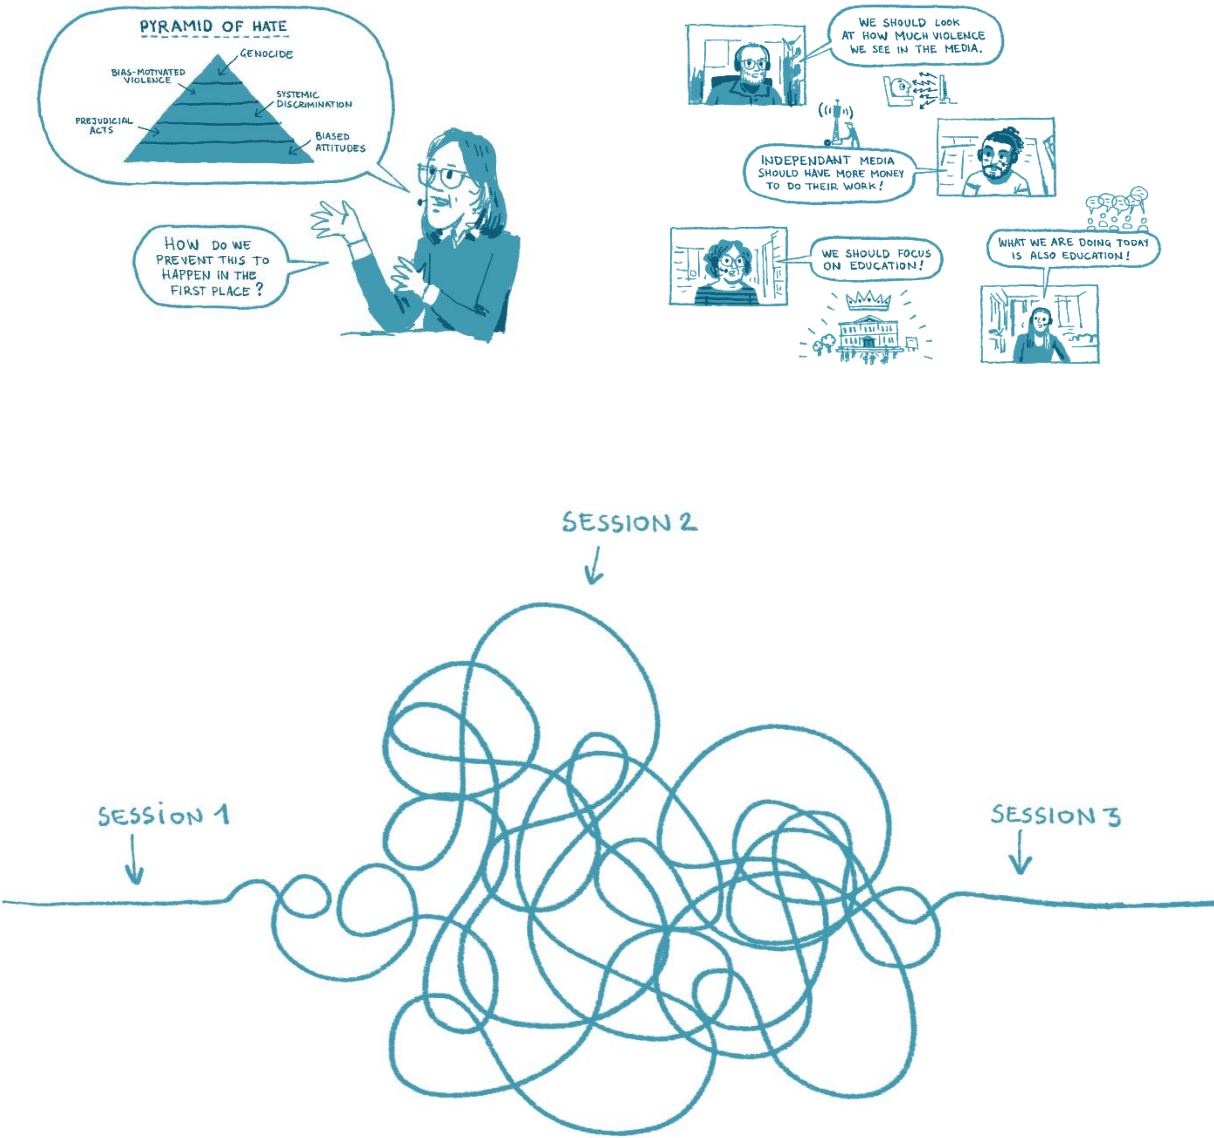 PYRAMID OF HATE
GENOCIDE
BIAS-MOTIVATED
VIOLENCE
SYSTEMIC
DISCRIMINATION
PREJUDICIAL
ACTS
BIASED
ATTITUDES
HOW DO WE
PREVENT THIS TO
HAPPEN IN THE
FIRST PLACE?
WE SHOULD LOOK
AT HOW MUCH VIOLENCE
WE SEE IN THE MEDIA.
INDEPENDANT MEDIA
SHOULD HAVE MORE MONEY
TO DO THEIR WORK!
WE SHOULD FOCUS
ON EDUCATION!
WHAT WE ARE DOING TODAY
IS ALSO EDUCATION!
SESSION 2
SESSiON 1
SESSION 3